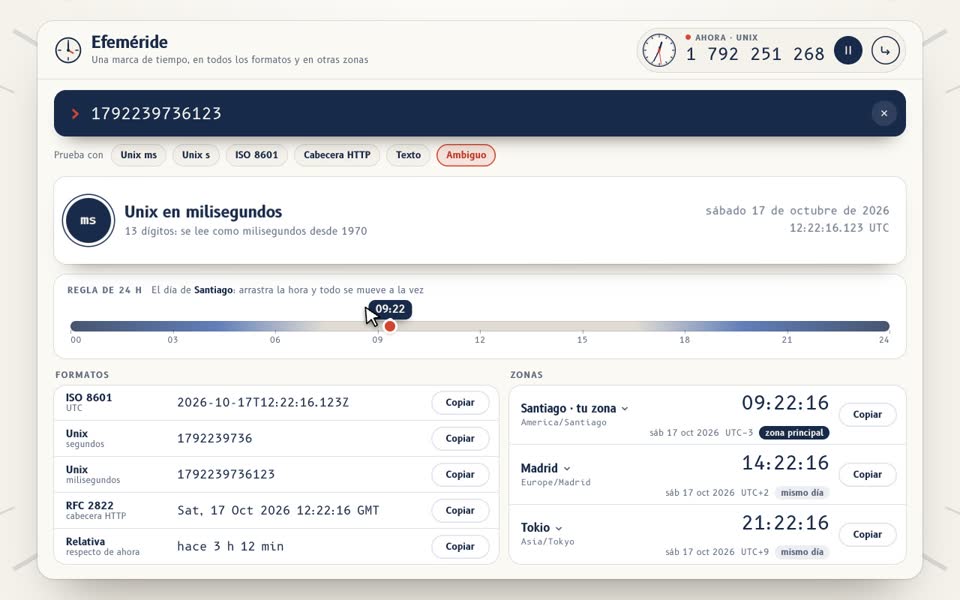 Efeméride
Una marca de tiempo, en todos los formatos y en otras zonas
AHORA · UNIX
1 792 251 268
1792239736123
Prueba con Unix ms Unix s ISO 8601 Cabecera HTTP Texto Ambiguo
ms
Unix en milisegundos
13 dígitos: se lee como milisegundos desde 1970
sábado 17 de octubre de 2026
12:22:16.123 UTC
REGLA DE 24 H El día de Santiago: arrastra la hora y todo se mueve a la vez
09:22
00 03 06 09 12 15 18 21 24
FORMATOS
ISO 8601
UTC
2026-10-17T12:22:16.123Z
Copiar
Unix
segundos
1792239736
Copiar
Unix
milisegundos
1792239736123
Copiar
RFC 2822
cabecera HTTP
Sat, 17 Oct 2026 12:22:16 GMT
Copiar
Relativa
respecto de ahora
hace 3 h 12 min
Copiar
ZONAS
Santiago · tu zona
America/Santiago
09:22:16
sáb 17 oct 2026 UTC−3 zona principal
Copiar
Madrid
Europe/Madrid
14:22:16
sáb 17 oct 2026 UTC+2 mismo día
Copiar
Tokio
Asia/Tokyo
21:22:16
sáb 17 oct 2026 UTC+9 mismo día
Copiar